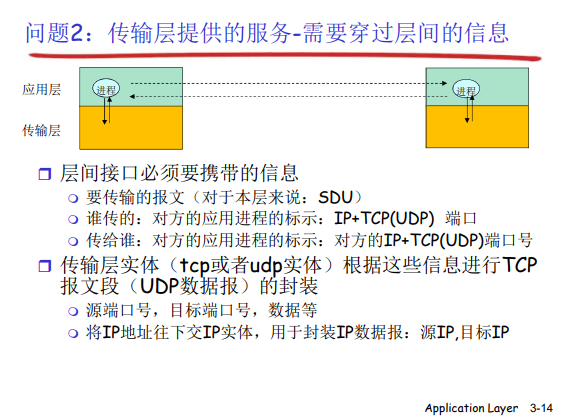 问题2：传输层提供的服务-需要穿过层间的信息
应用层
进程
进程
传输层
层间接口必须要携带的信息
要传输的报文（对于本层来说：SDU）
谁传的：对方的应用进程的标示：IP+TCP(UDP) 端口
传给谁：对方的应用进程的标示：对方的IP+TCP(UDP)端口号
传输层实体（tcp或者udp实体）根据这些信息进行TCP
报文段（UDP数据报）的封装
源端口号，目标端口号，数据等
将IP地址往下交IP实体，用于封装IP数据报：源IP,目标IP
Application Layer 3-14